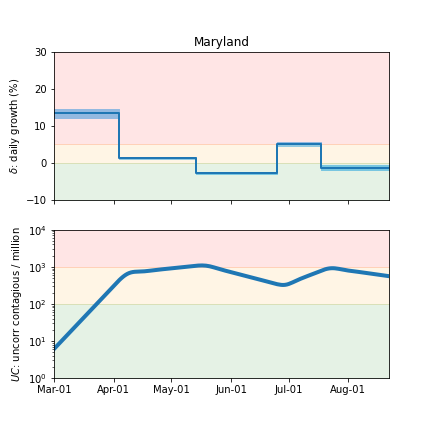 Maryland
30
20
10
0
−10
δ: daily growth (%)
10⁴
10³
10²
10¹
10⁰
UC: uncorr contagious / million
Mar-01 Apr-01 May-01 Jun-01 Jul-01 Aug-01